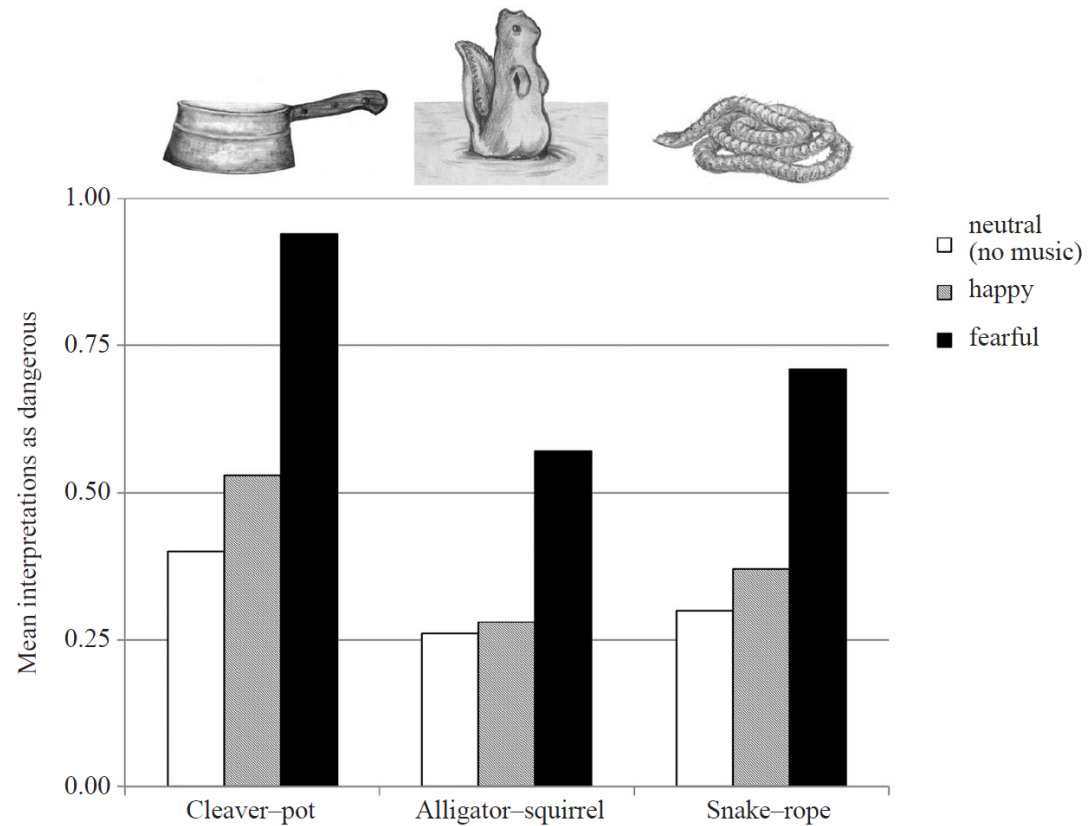 1.00
0.75
0.50
0.25
0.00
Mean interpretations as dangerous
Cleaver–pot
Alligator–squirrel
Snake–rope
neutral
(no music)
happy
fearful